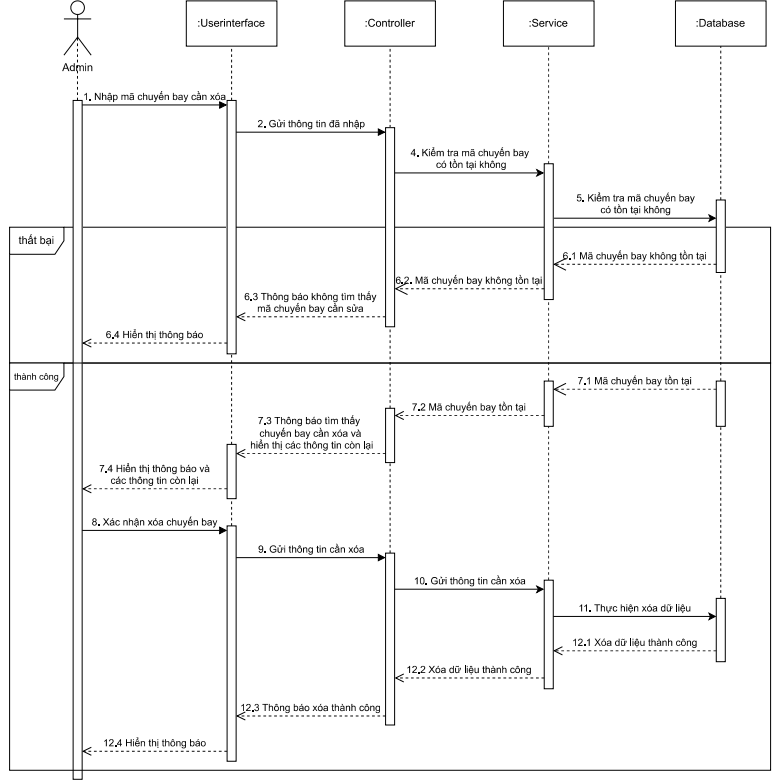 :Userinterface
:Controller
:Service
:Database
Admin
1. Nhập mã chuyến bay cần xóa
2. Gửi thông tin đã nhập
4. Kiểm tra mã chuyến bay
có tồn tại không
5. Kiểm tra mã chuyến bay
có tồn tại không
thất bại
6.1 Mã chuyến bay không tồn tại
6.2. Mã chuyến bay không tồn tại
6.3 Thông báo không tìm thấy
mã chuyến bay cần sửa
6.4 Hiển thị thông báo
thành công
7.1 Mã chuyến bay tồn tại
7.2 Mã chuyến bay tồn tại
7.3 Thông báo tìm thấy
chuyến bay cần xóa và
hiển thị các thông tin còn lại
7.4 Hiển thị thông báo và
các thông tin còn lại
8. Xác nhận xóa chuyến bay
9. Gửi thông tin cần xóa
10. Gửi thông tin cần xóa
11. Thực hiện xóa dữ liệu
12.1 Xóa dữ liệu thành công
12.2 Xóa dữ liệu thành công
12.3 Thông báo xóa thành công
12.4 Hiển thị thông báo